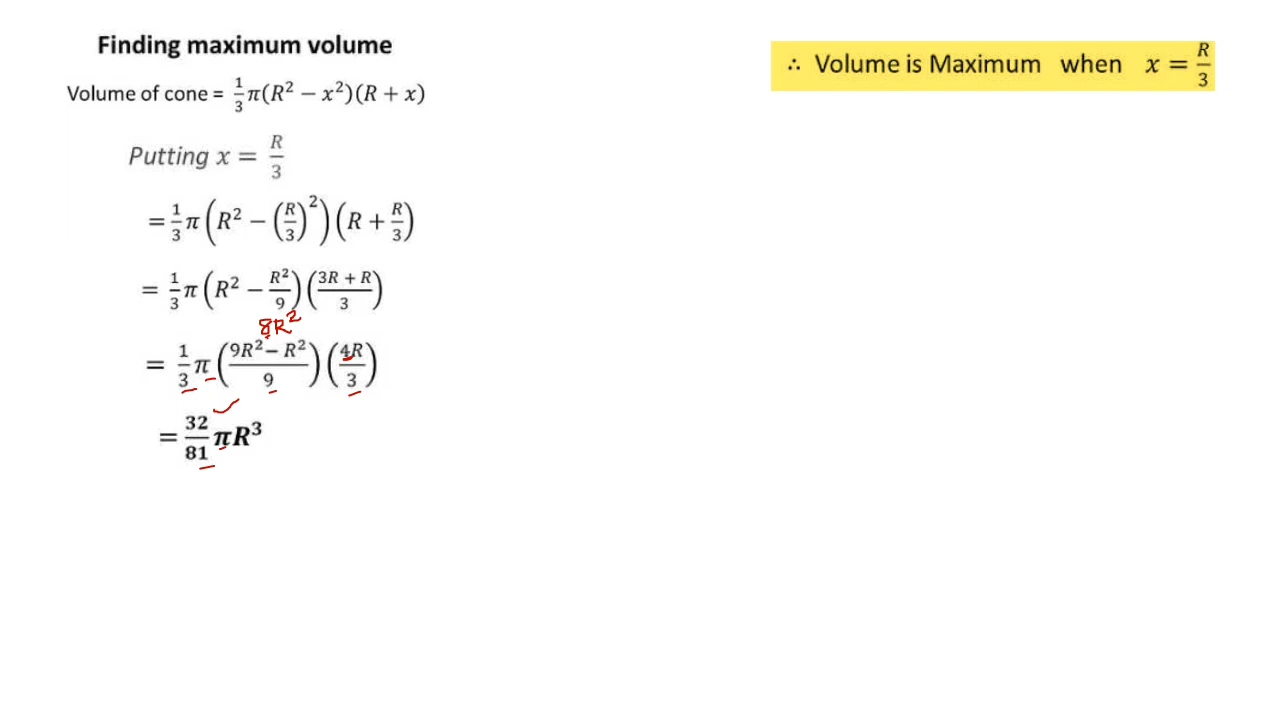 Finding maximum volume
∴ Volume is Maximum when x = R/3
Volume of cone = 1/3 π(R² − x²)(R + x)
Putting x = R/3
= 1/3 π (R² − (R/3)²)(R + R/3)
= 1/3 π (R² − R²/9)((3R + R)/3)
8R²
= 1/3 π ((9R² − R²)/9)(4R/3)
= 32/81 πR³